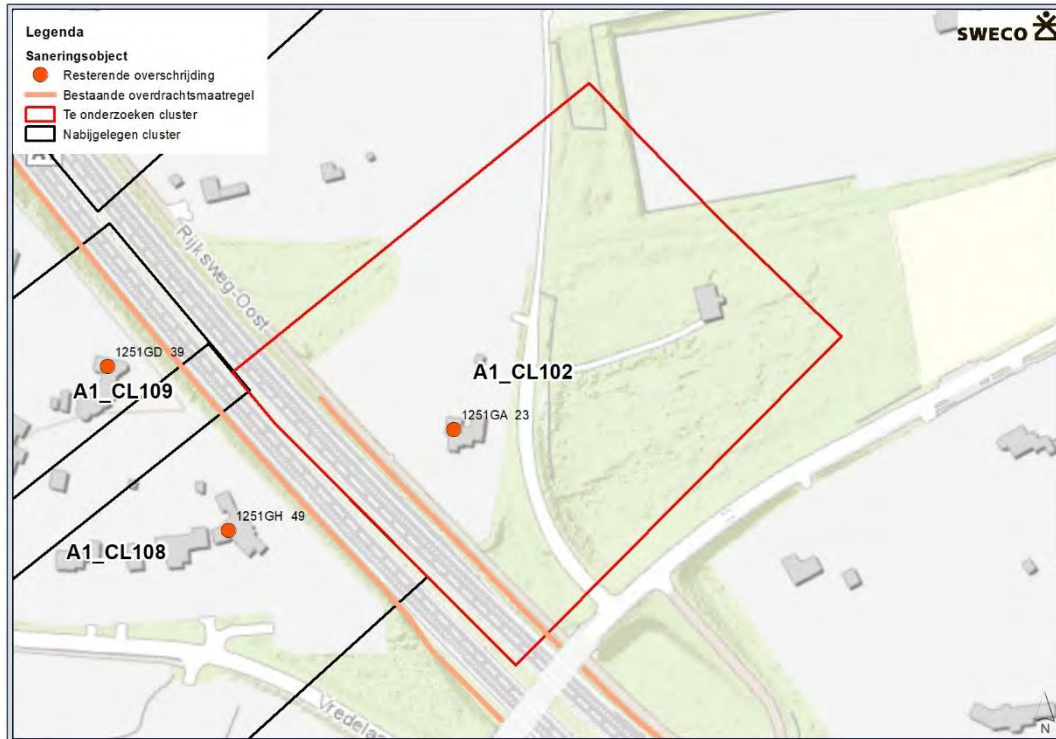 Legenda
Saneringsobject
Resterende overschrijding
Bestaande overdrachtsmaatregel
Te onderzoeken cluster
Nabijgelegen cluster
SWECO
Rijksweg-Oost
1251GD 39
A1_CL109
A1_CL102
1251GA 23
1251GH 49
A1_CL108
N